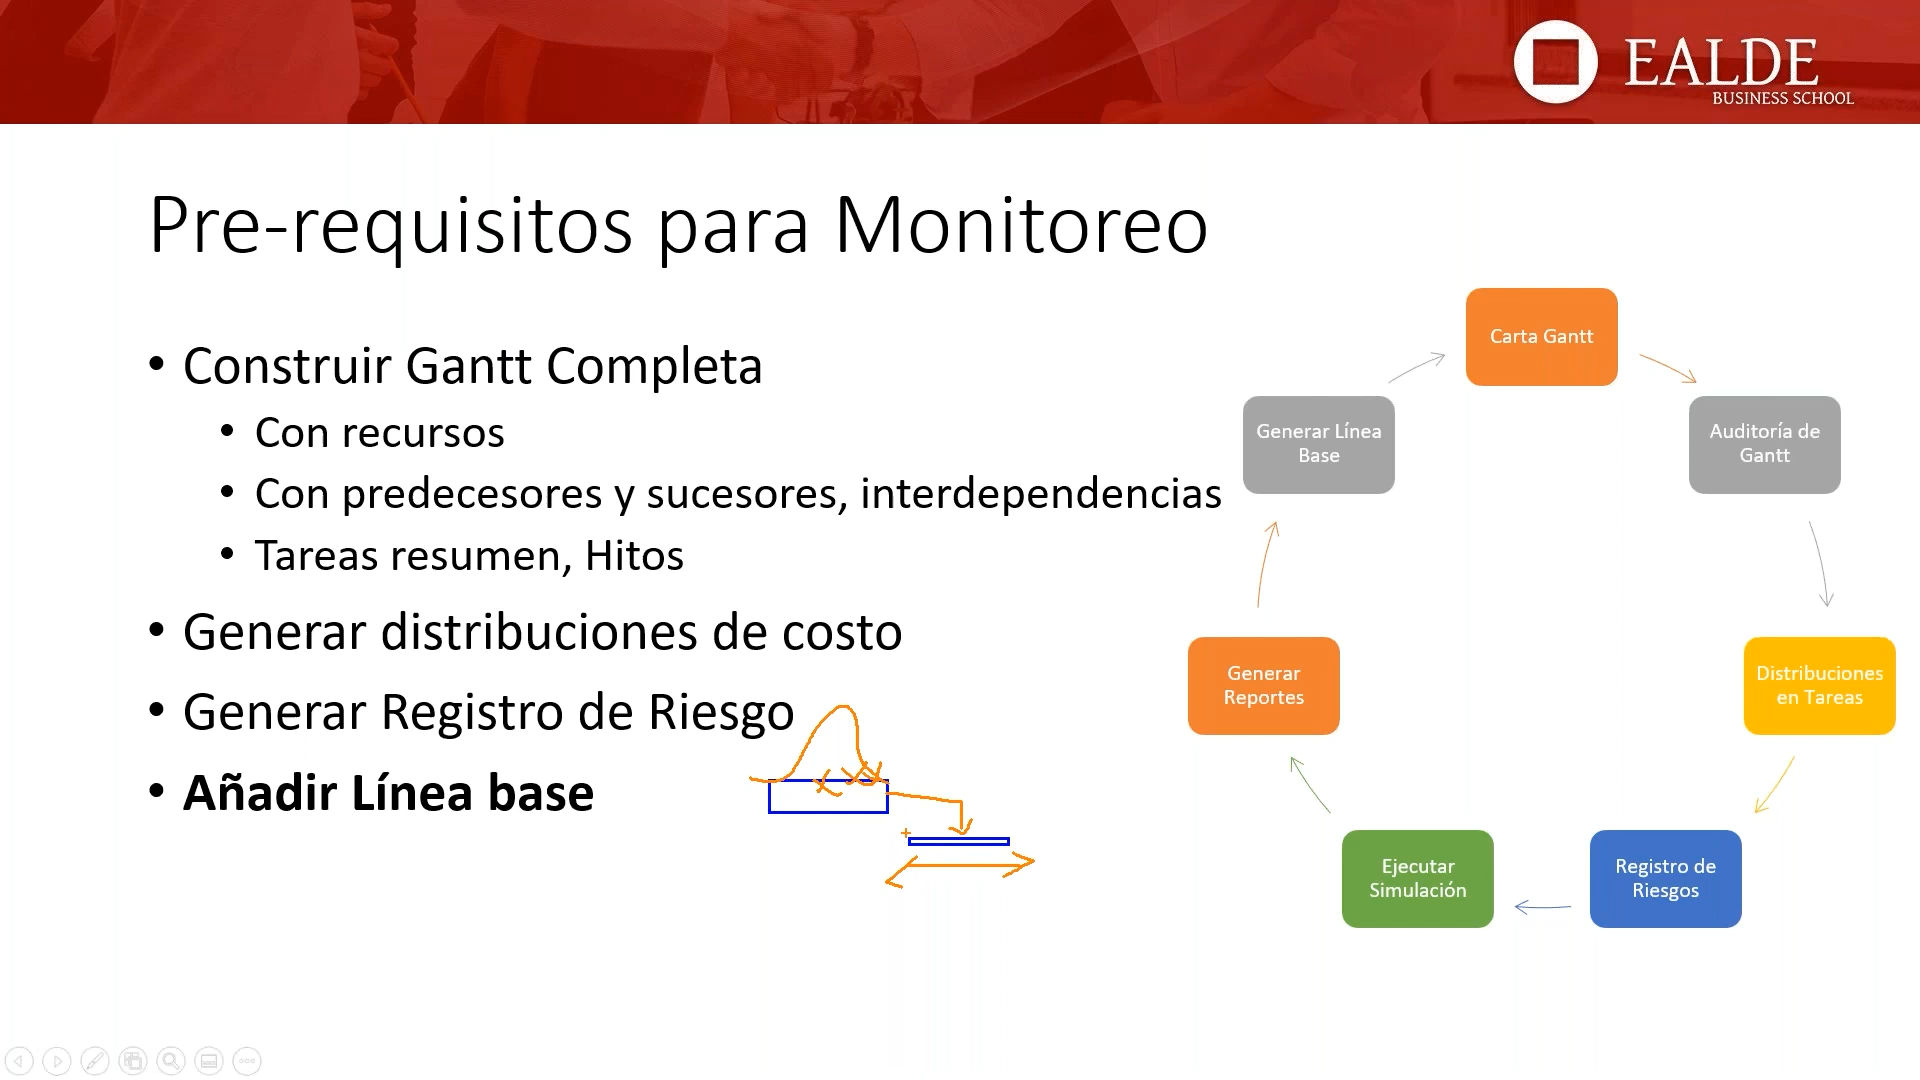 EALDE
BUSINESS SCHOOL
Pre-requisitos para Monitoreo
• Construir Gantt Completa
• Con recursos
• Con predecesores y sucesores, interdependencias
• Tareas resumen, Hitos
• Generar distribuciones de costo
• Generar Registro de Riesgo
• Añadir Línea base
Carta Gantt
Auditoría de
Gantt
Distribuciones
en Tareas
Registro de
Riesgos
Ejecutar
Simulación
Generar
Reportes
Generar Línea
Base